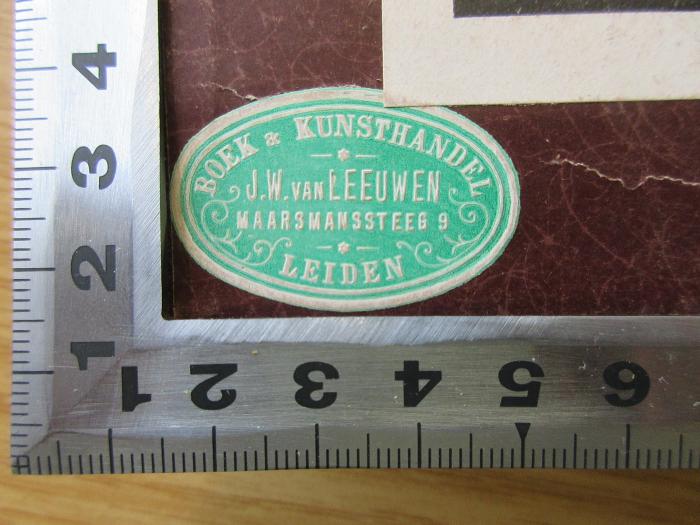 BOEK & KUNSTHANDEL
J.W. VAN LEEUWEN
MAARSMANSSTEEG 9
LEIDEN
4
3
2
1
1 2 3 4 5 6